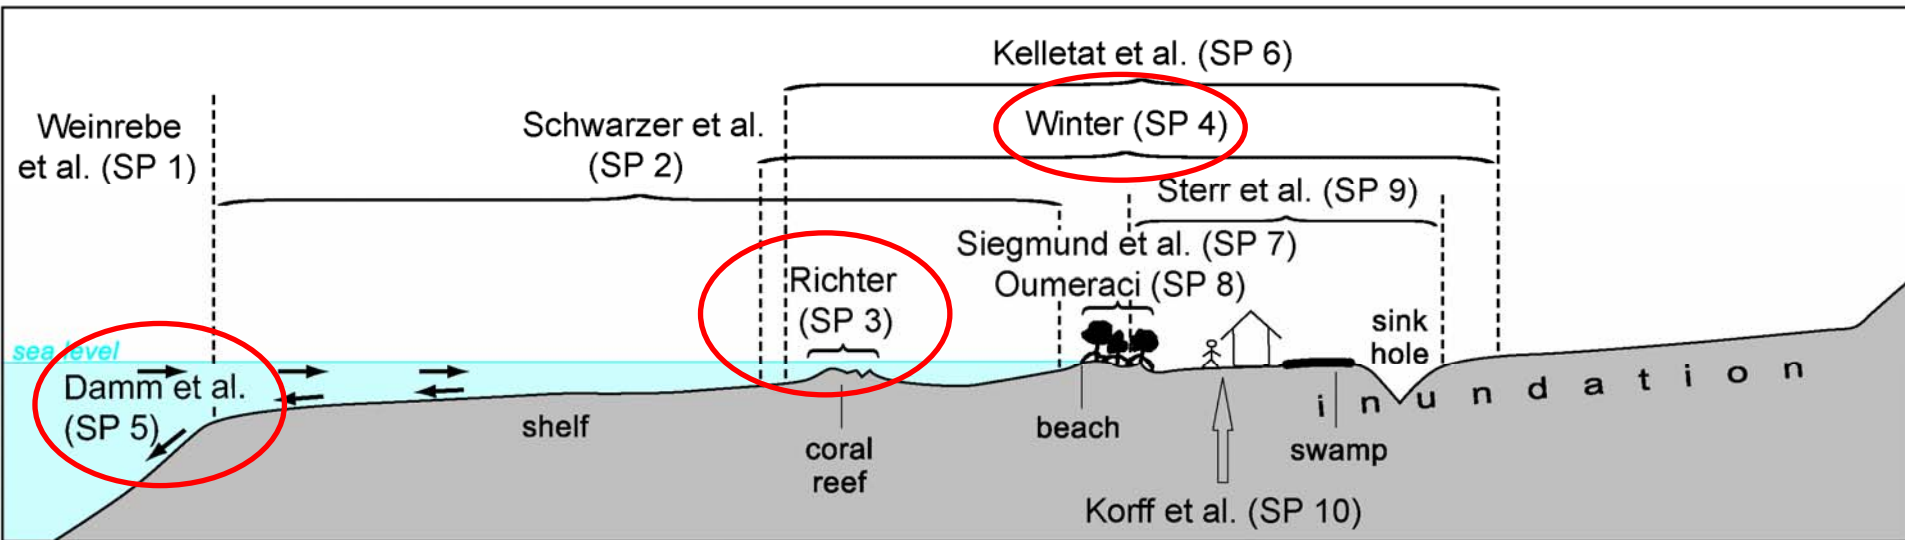 Kelletat et al. (SP 6)
Weinrebe
et al. (SP 1)
Schwarzer et al.
(SP 2)
Winter (SP 4)
Sterr et al. (SP 9)
Siegmund et al. (SP 7)
Oumeraci (SP 8)
Richter
(SP 3)
sink
hole
sea level
Damm et al.
(SP 5)
shelf
coral
reef
beach
swamp
inundation
Korff et al. (SP 10)